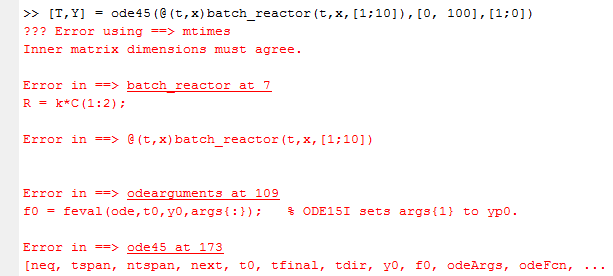 >> [T,Y] = ode45(@(t,x)batch_reactor(t,x,[1;10]),[0, 100],[1;0])
??? Error using ==> mtimes
Inner matrix dimensions must agree.
Error in ==> batch_reactor at 7
R = k*C(1:2);
Error in ==> @(t,x)batch_reactor(t,x,[1;10])
Error in ==> odearguments at 109
f0 = feval(ode,t0,y0,args{:});   % ODE15I sets args{1} to yp0.
Error in ==> ode45 at 173
[neq, tspan, ntspan, next, t0, tfinal, tdir, y0, f0, odeArgs, odeFcn, ...